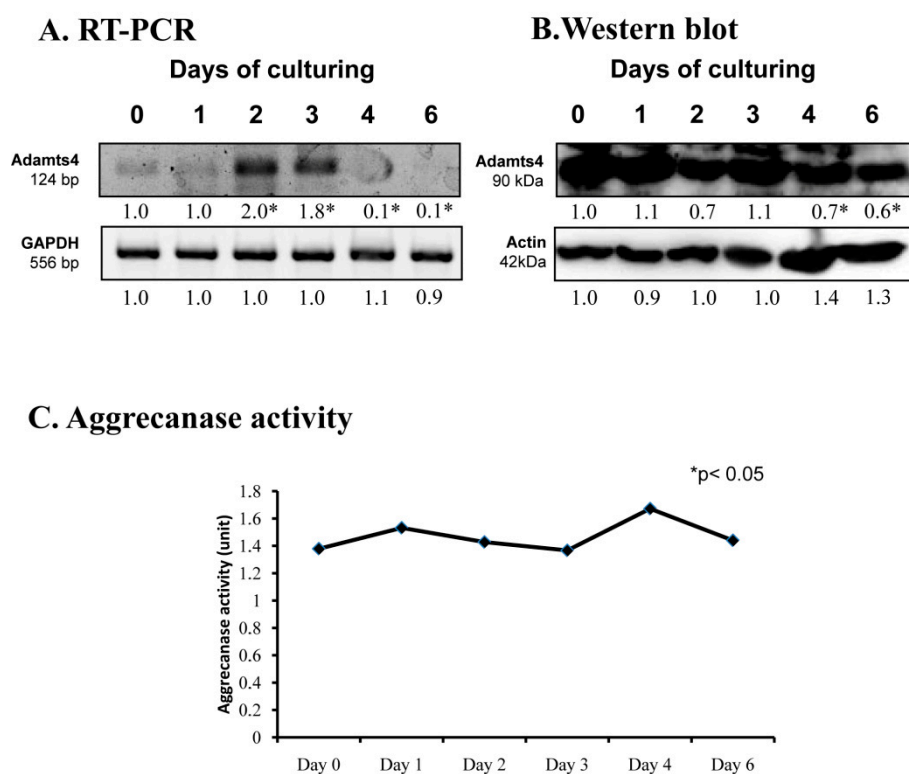 A. RT-PCR
Days of culturing
0 1 2 3 4 6
Adamts4
124 bp
1.0 1.0 2.0* 1.8* 0.1* 0.1*
GAPDH
556 bp
1.0 1.0 1.0 1.0 1.1 0.9
B.Western blot
Days of culturing
0 1 2 3 4 6
Adamts4
90 kDa
1.0 1.1 0.7 1.1 0.7* 0.6*
Actin
42kDa
1.0 0.9 1.0 1.0 1.4 1.3
C. Aggrecanase activity
*p< 0.05
Aggrecanase activity (unit)
1.8
1.6
1.4
1.2
1
0.8
0.6
0.4
0.2
0
Day 0 Day 1 Day 2 Day 3 Day 4 Day 6